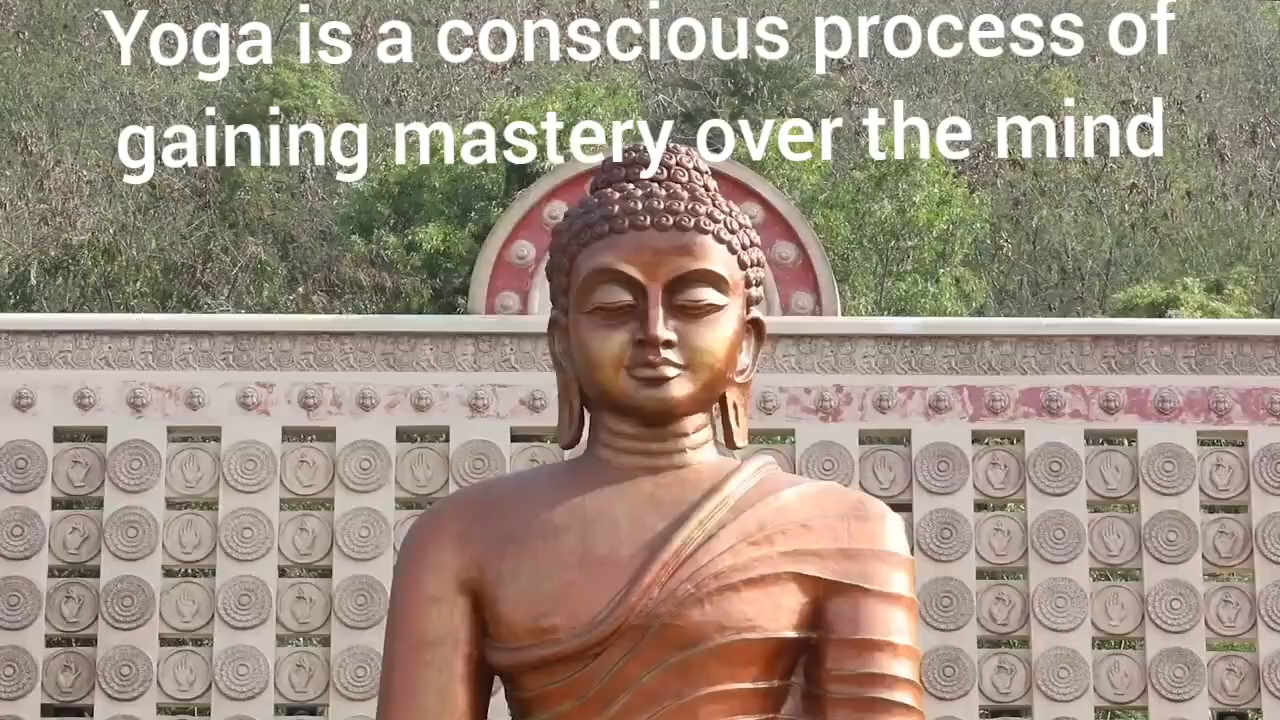 Yoga is a conscious process of
gaining mastery over the mind